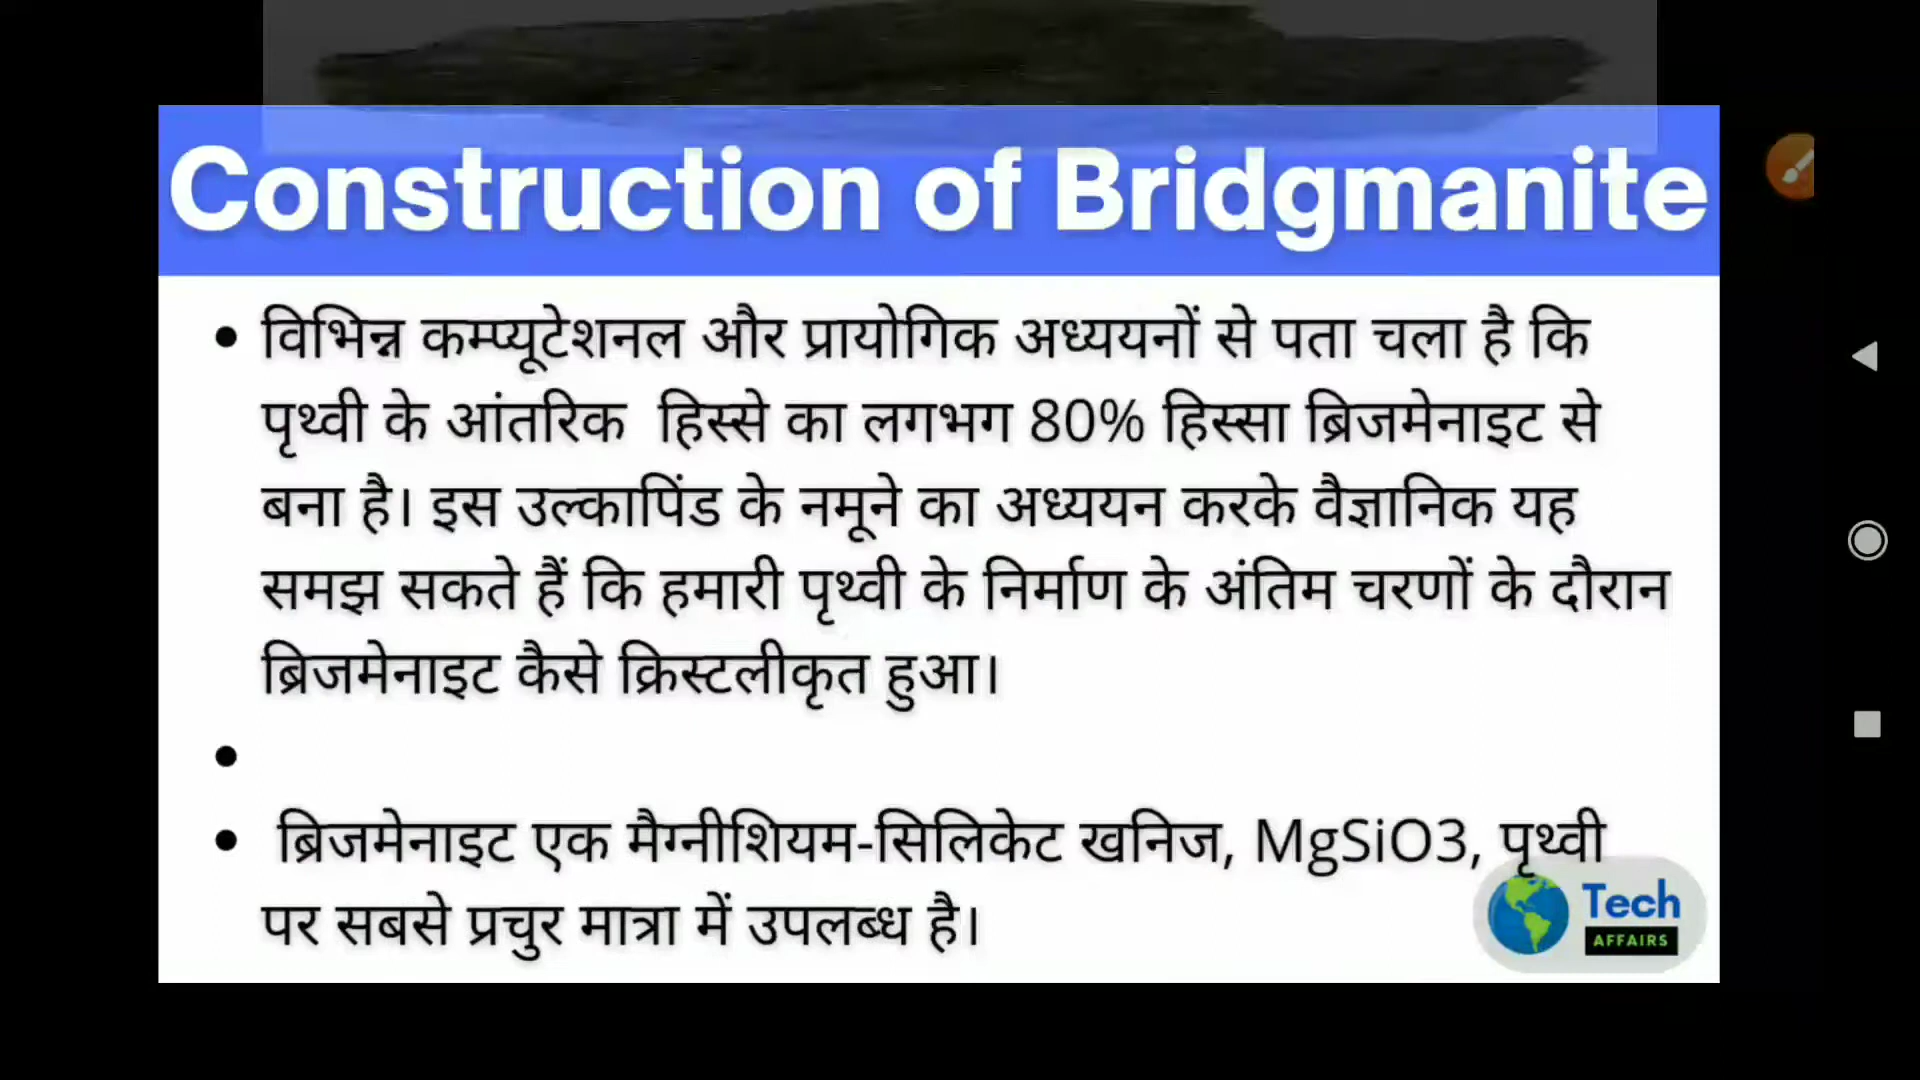 Construction of Bridgmanite
• विभिन्न कम्प्यूटेशनल और प्रायोगिक अध्ययनों से पता चला है कि
पृथ्वी के आंतरिक हिस्से का लगभग 80% हिस्सा ब्रिजमेनाइट से
बना है। इस उल्कापिंड के नमूने का अध्ययन करके वैज्ञानिक यह
समझ सकते हैं कि हमारी पृथ्वी के निर्माण के अंतिम चरणों के दौरान
ब्रिजमेनाइट कैसे क्रिस्टलीकृत हुआ।
•
• ब्रिजमेनाइट एक मैग्नीशियम-सिलिकेट खनिज, MgSiO3, पृथ्वी
पर सबसे प्रचुर मात्रा में उपलब्ध है।
Tech
AFFAIRS